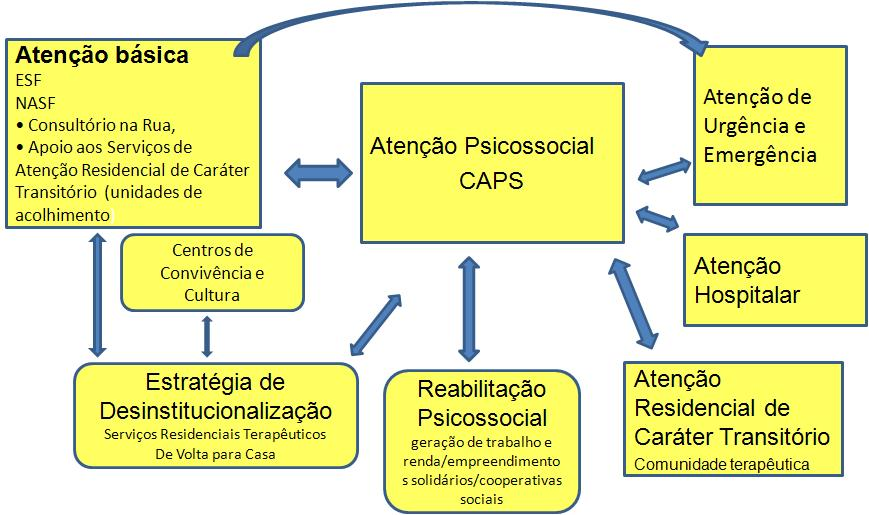 Atenção básica
ESF
NASF
• Consultório na Rua,
• Apoio aos Serviços de
Atenção Residencial de Caráter
Transitório (unidades de
acolhimento)
Centros de
Convivência e
Cultura
Atenção Psicossocial
CAPS
Atenção de
Urgência e
Emergência
Atenção
Hospitalar
Estratégia de
Desinstitucionalização
Serviços Residenciais Terapêuticos
De Volta para Casa
Reabilitação
Psicossocial
geração de trabalho e
renda/empreendimento
s solidários/cooperativas
sociais
Atenção
Residencial de
Caráter Transitório
Comunidade terapêutica